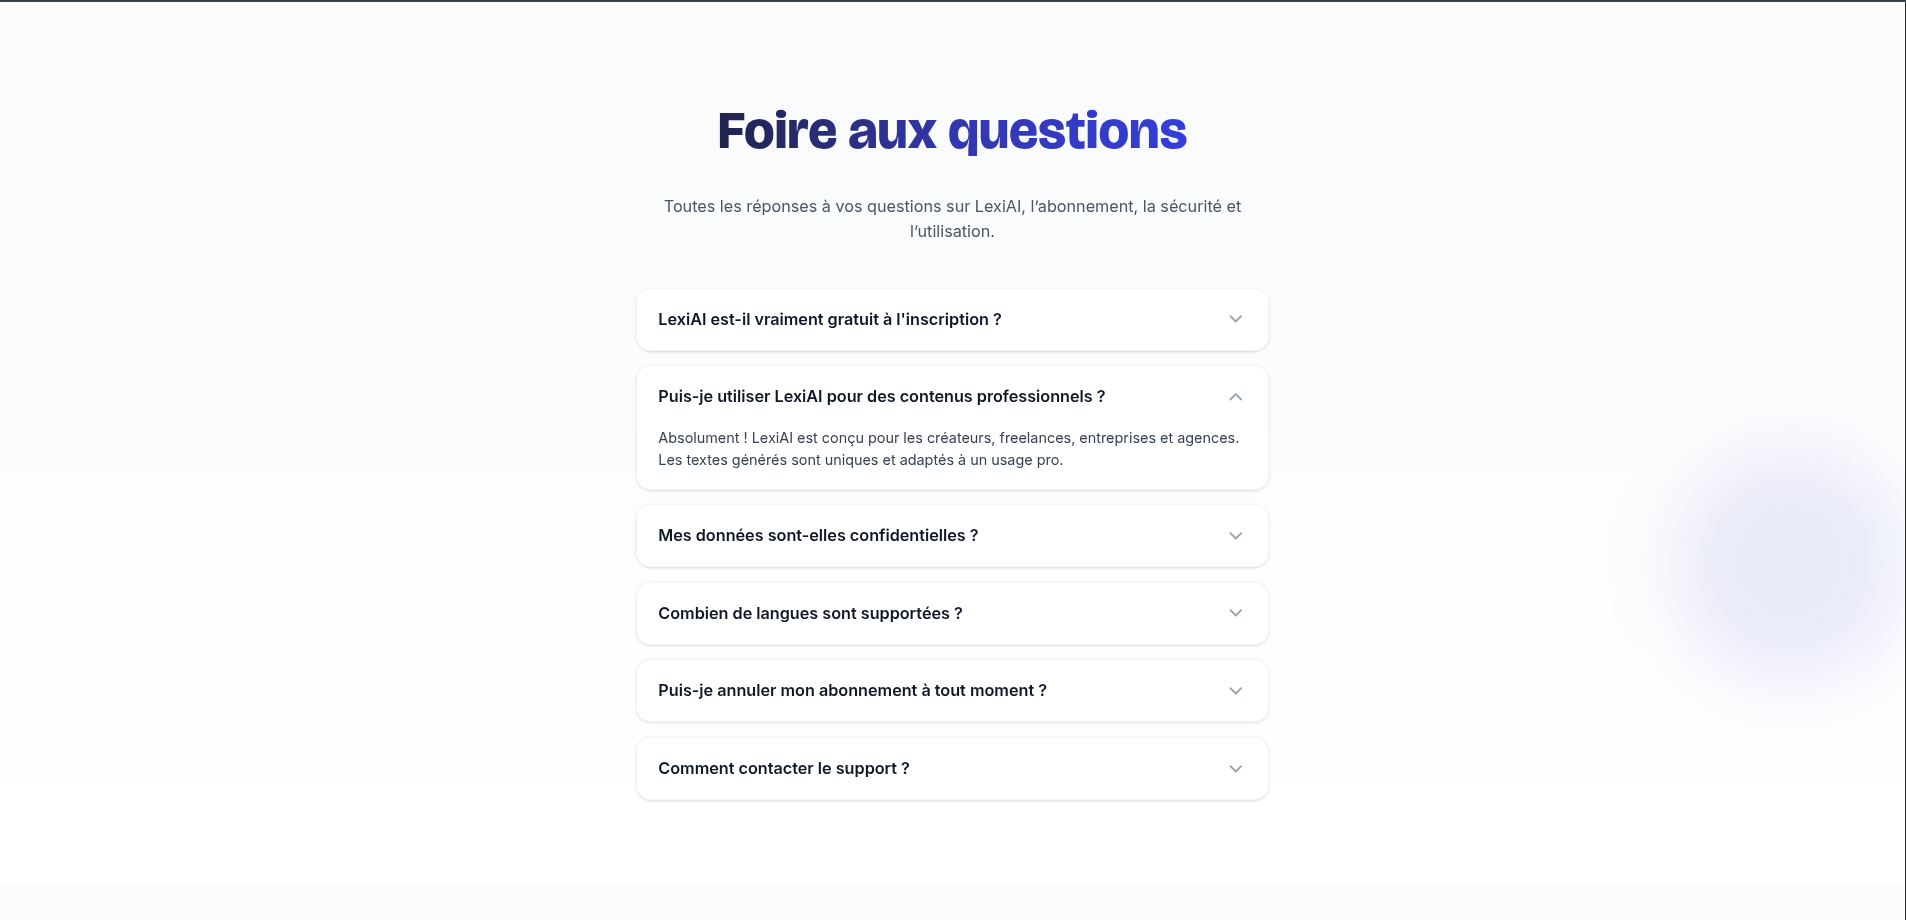 Foire aux questions
Toutes les réponses à vos questions sur LexiAI, l’abonnement, la sécurité et
l’utilisation.
LexiAI est-il vraiment gratuit à l'inscription ?
Puis-je utiliser LexiAI pour des contenus professionnels ?
Absolument ! LexiAI est conçu pour les créateurs, freelances, entreprises et agences.
Les textes générés sont uniques et adaptés à un usage pro.
Mes données sont-elles confidentielles ?
Combien de langues sont supportées ?
Puis-je annuler mon abonnement à tout moment ?
Comment contacter le support ?